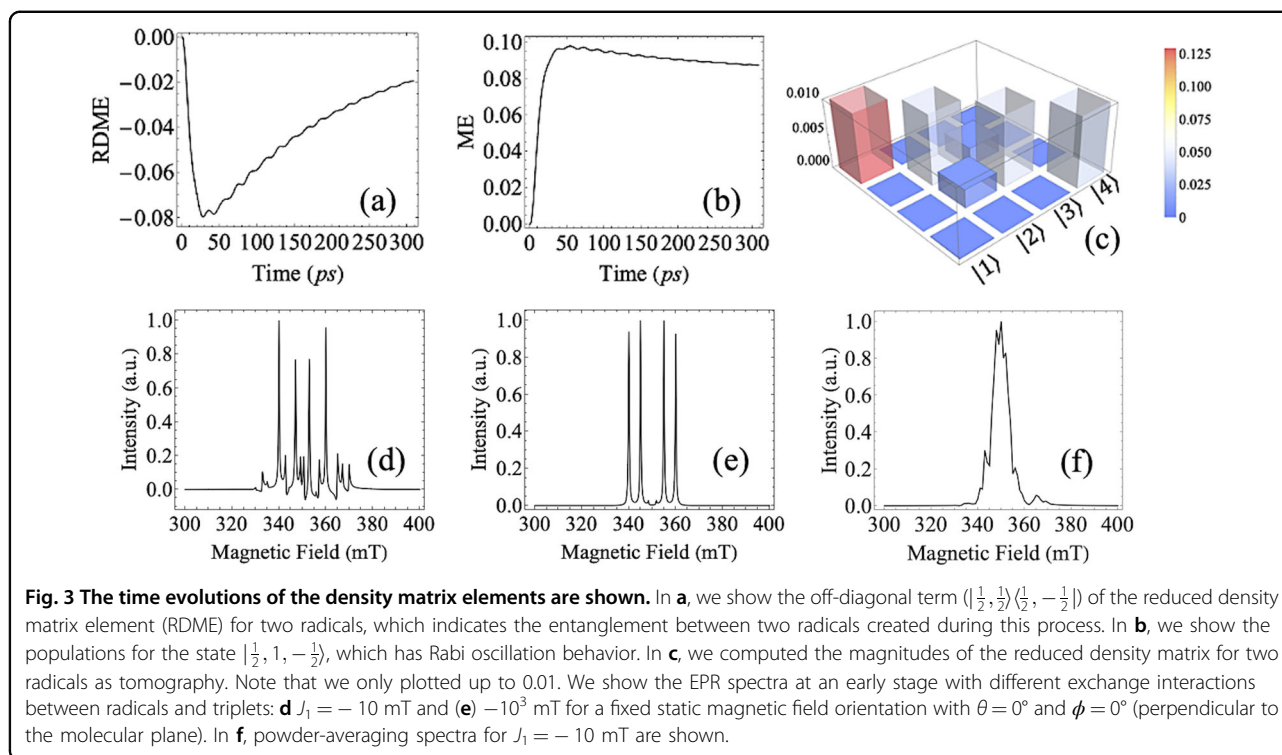 0.00
−0.02
−0.04
−0.06
−0.08
RDME
0 50 100 150 200 250 300
Time (ps)
(a)
0.10
0.08
0.06
0.04
0.02
0.00
ME
0 50 100 150 200 250 300
Time (ps)
(b)
0.010
0.005
0.000
|1⟩ |2⟩ |3⟩ |4⟩
(c)
0.125
0.100
0.075
0.050
0.025
0
1.0
0.8
0.6
0.4
0.2
0.0
Intensity (a.u.)
300 320 340 360 380 400
Magnetic Field (mT)
(d)
1.0
0.8
0.6
0.4
0.2
0.0
Intensity (a.u.)
300 320 340 360 380 400
Magnetic Field (mT)
(e)
1.0
0.8
0.6
0.4
0.2
0.0
Intensity (a.u.)
300 320 340 360 380 400
Magnetic Field (mT)
(f)
Fig. 3 The time evolutions of the density matrix elements are shown. In a, we show the off-diagonal term (|1/2, 1/2⟩⟨1/2, −1/2|) of the reduced density
matrix element (RDME) for two radicals, which indicates the entanglement between two radicals created during this process. In b, we show the
populations for the state |1/2, 1, −1/2⟩, which has Rabi oscillation behavior. In c, we computed the magnitudes of the reduced density matrix for two
radicals as tomography. Note that we only plotted up to 0.01. We show the EPR spectra at an early stage with different exchange interactions
between radicals and triplets: d J₁ = − 10 mT and (e) −10³ mT for a fixed static magnetic field orientation with θ = 0° and ϕ = 0° (perpendicular to
the molecular plane). In f, powder-averaging spectra for J₁ = − 10 mT are shown.